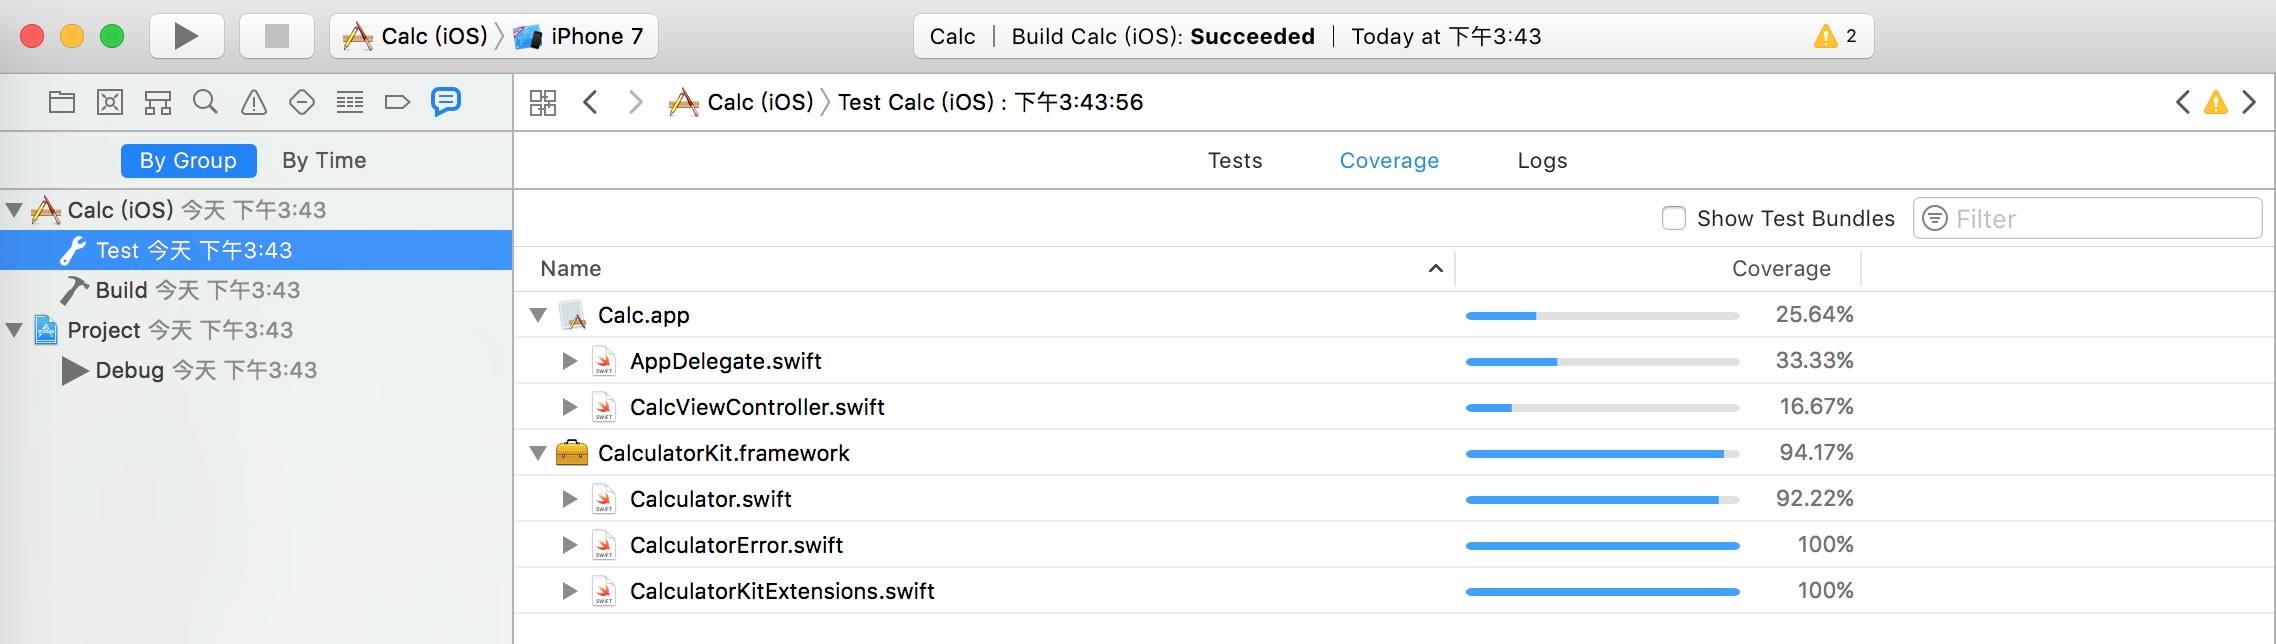 Calc (iOS) iPhone 7
Calc | Build Calc (iOS): Succeeded | Today at 下午3:43 2
Calc (iOS) Test Calc (iOS) : 下午3:43:56
By Group By Time
Tests Coverage Logs
Calc (iOS) 今天 下午3:43
Test 今天 下午3:43
Build 今天 下午3:43
Project 今天 下午3:43
Debug 今天 下午3:43
Show Test Bundles Filter
Name Coverage
Calc.app 25.64%
AppDelegate.swift 33.33%
CalcViewController.swift 16.67%
CalculatorKit.framework 94.17%
Calculator.swift 92.22%
CalculatorError.swift 100%
CalculatorKitExtensions.swift 100%